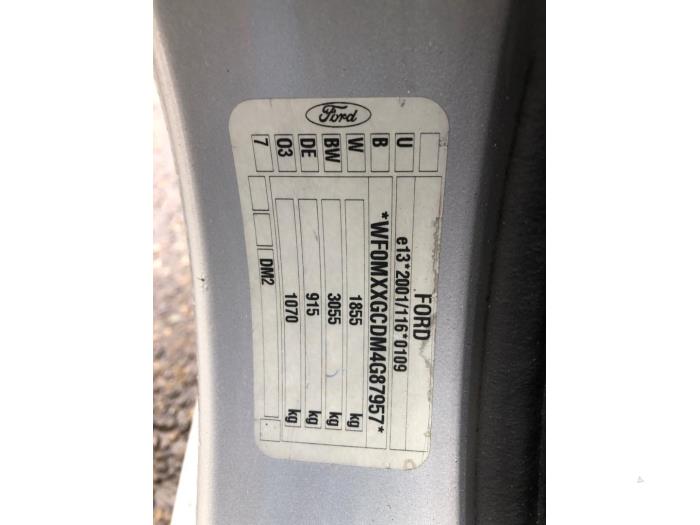 Ford
FORD
e13*2001/116*0109
*WF0MXXGCDM4G87957*
1855 kg
3055 kg
915 kg
1070 kg
DM2
U
B
W
BW
DE
03
7